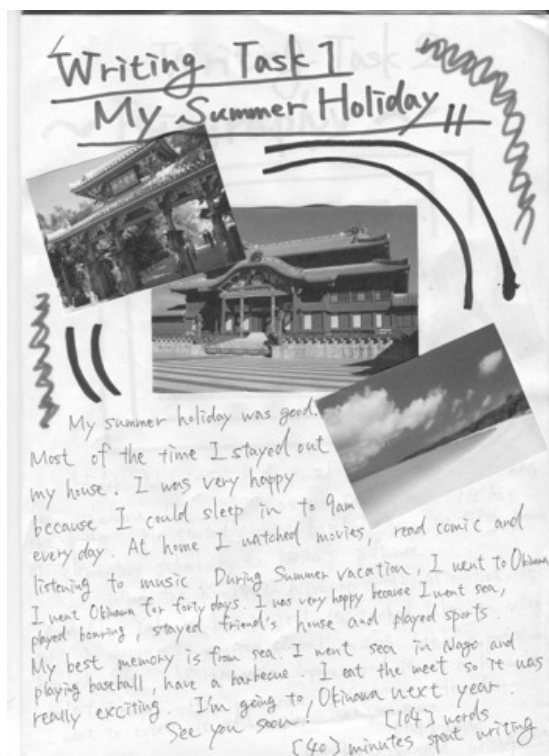 Writing Task 1
My Summer Holiday
My summer holiday was good.
Most of the time I stayed out
my house. I was very happy
because I could sleep in to 9am
every day. At home I watched movies, read comic and
listening to music. During Summer vacation, I went to Okinawa
I went Okinawa for forty days. I was very happy because I went sea,
played bowring, stayed friend's house and played sports.
My best memory is from sea. I went sea in Nago and
playing baseball, have a barbecue. I eat the meet so it was
really exciting. I'm going to, Okinawa next year.
See you soon!
[104] words
[40] minutes spent writing